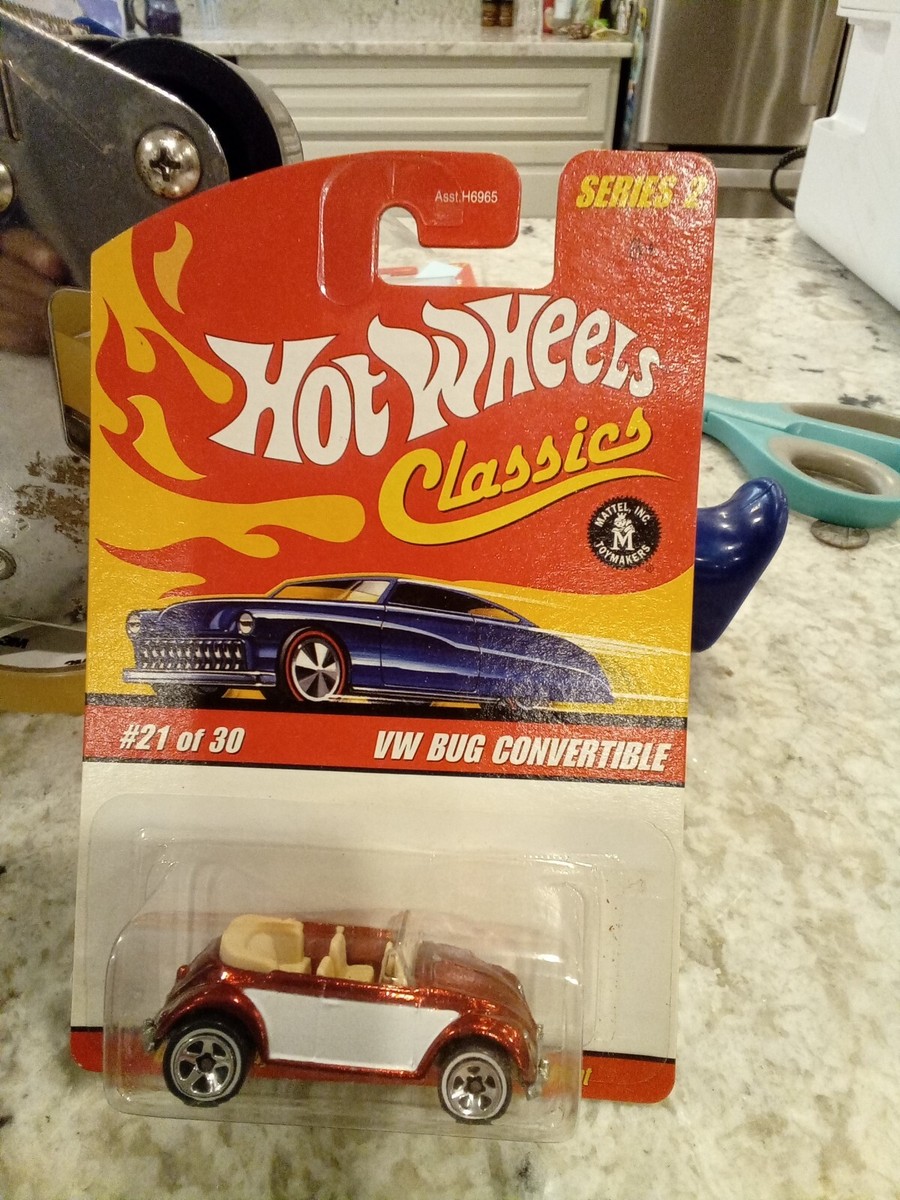 Asst.H6965
SERIES 2
HOT WHEELS
Classics
MATTEL, INC.
M
TOYMAKERS
#21 of 30
VW BUG CONVERTIBLE